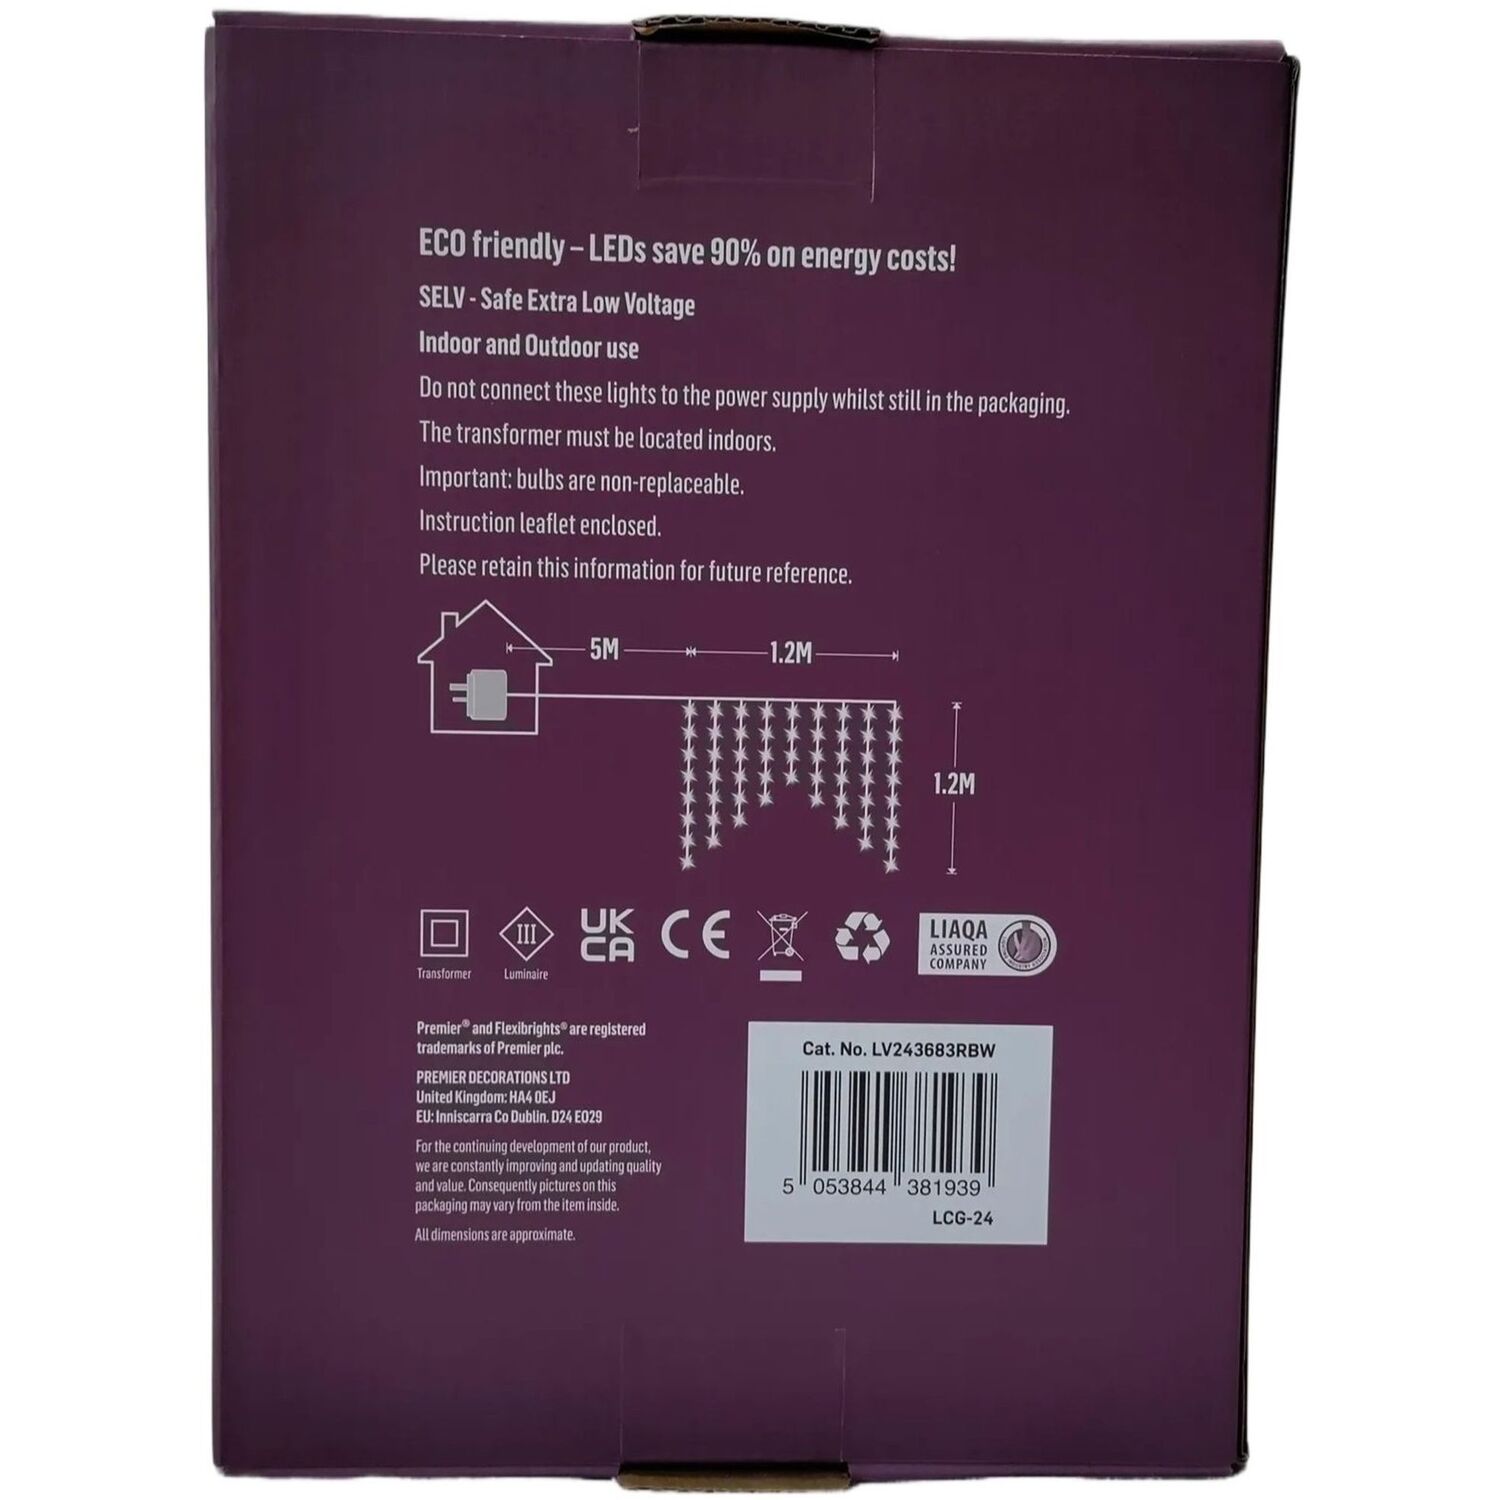 ECO friendly – LEDs save 90% on energy costs!
SELV - Safe Extra Low Voltage
Indoor and Outdoor use
Do not connect these lights to the power supply whilst still in the packaging.
The transformer must be located indoors.
Important: bulbs are non-replaceable.
Instruction leaflet enclosed.
Please retain this information for future reference.
5M
1.2M
1.2M
Transformer
III
Luminaire
UK
CA
CE
LIAQA
ASSURED
COMPANY
Premier® and Flexibrights® are registered
trademarks of Premier plc.
PREMIER DECORATIONS LTD
United Kingdom: HA4 0EJ
EU: Inniscarra Co Dublin. D24 E029
For the continuing development of our product,
we are constantly improving and updating quality
and value. Consequently pictures on this
packaging may vary from the item inside.
All dimensions are approximate.
Cat. No. LV243683RBW
5 053844 381939
LCG-24